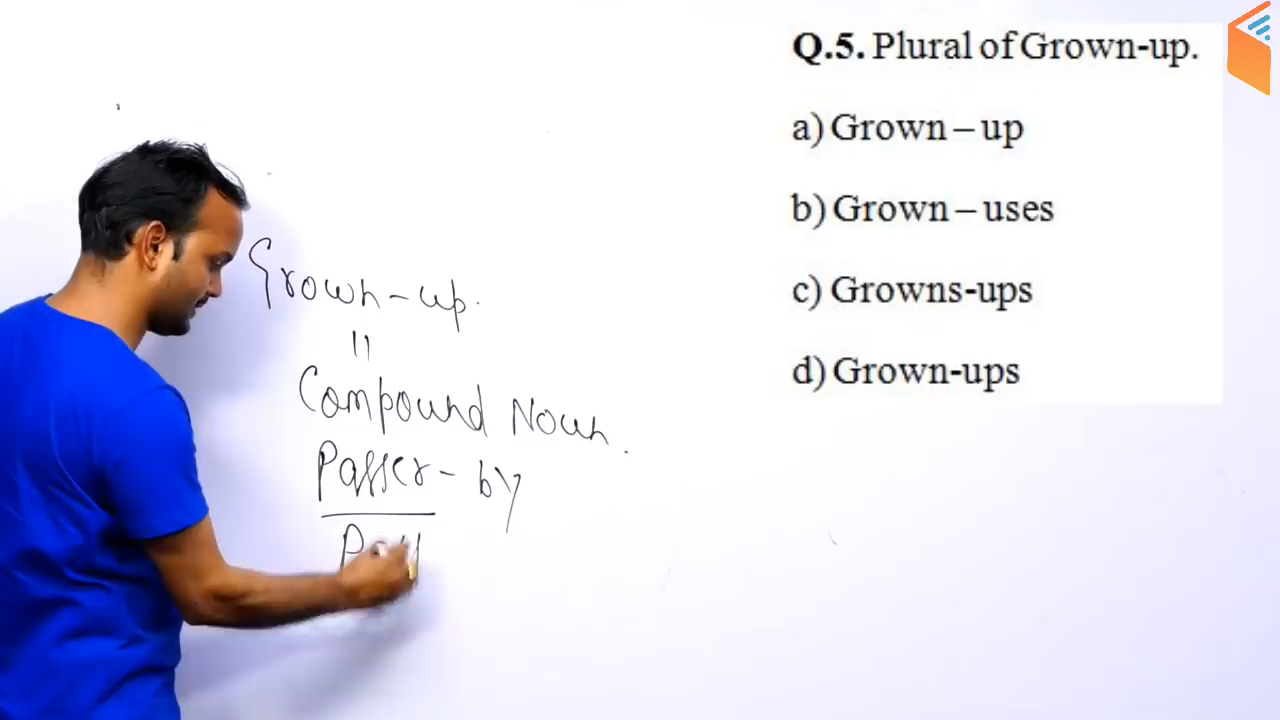 Q.5. Plural of Grown-up.
a) Grown – up
b) Grown – uses
c) Growns-ups
d) Grown-ups
Grown-up.
"
Compound Noun.
Passer-by